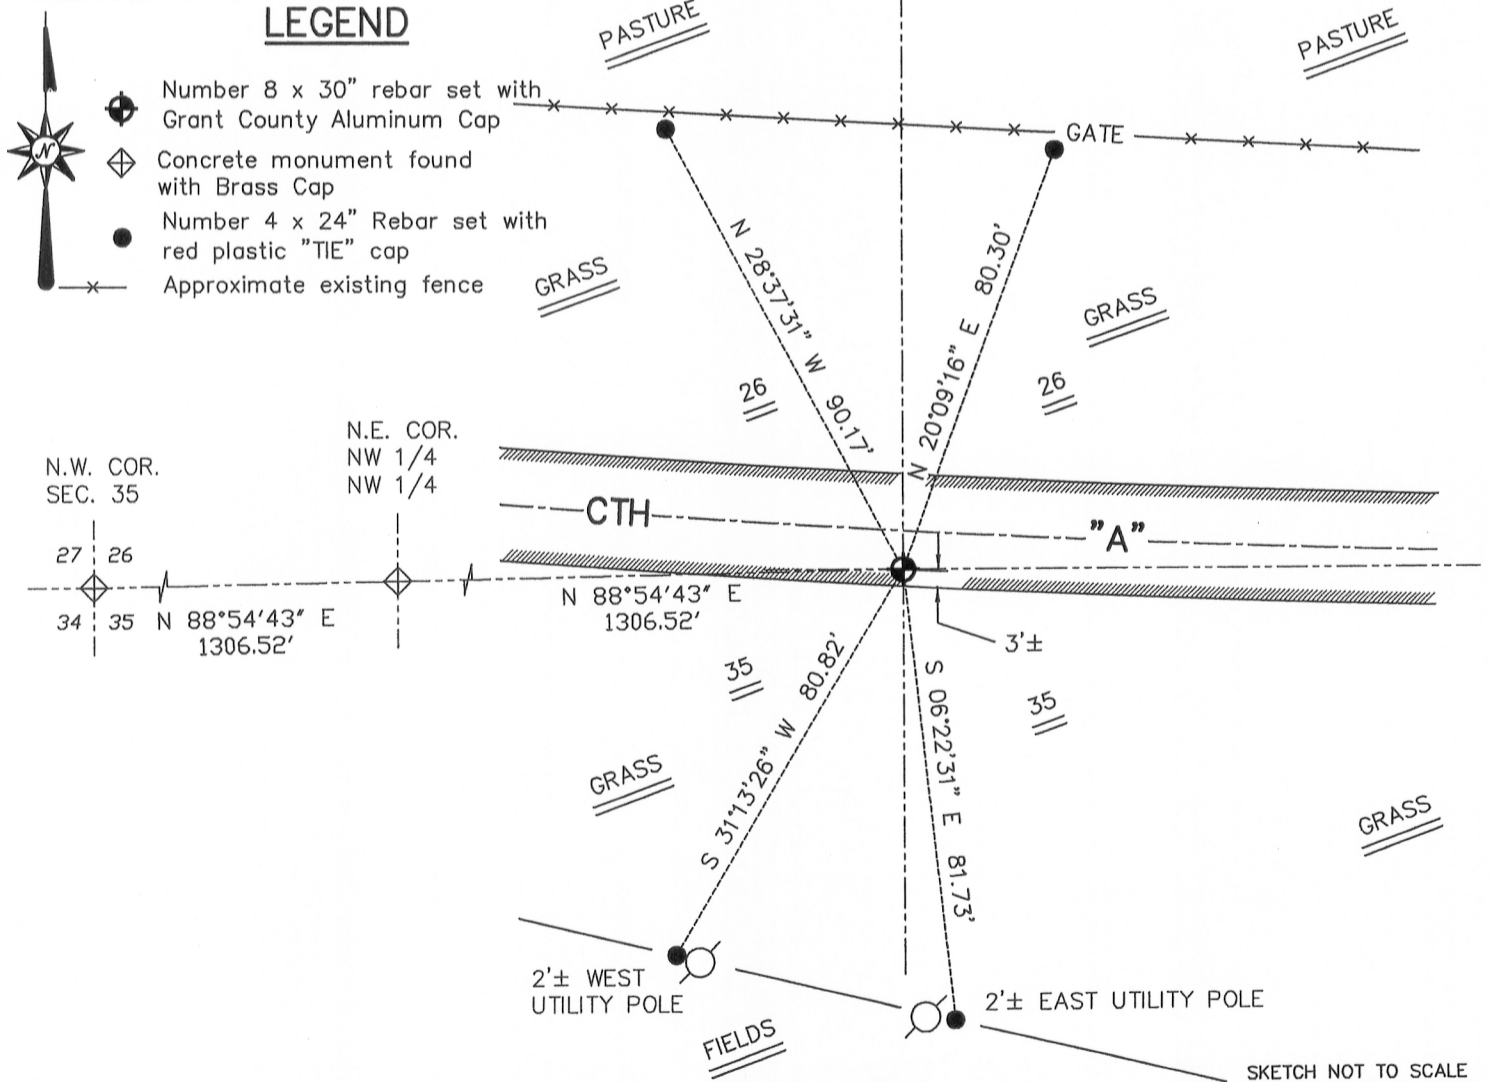 LEGEND
Number 8 x 30" rebar set with
Grant County Aluminum Cap
Concrete monument found
with Brass Cap
Number 4 x 24" Rebar set with
red plastic "TIE" cap
Approximate existing fence
N
PASTURE
PASTURE
GATE
GRASS
GRASS
N 28°37'31" W 90.17'
N 20°09'16" E 80.30'
26
26
N.W. COR.
SEC. 35
N.E. COR.
NW 1/4
NW 1/4
CTH
"A"
27 26
34 35
N 88°54'43" E
1306.52'
N 88°54'43" E
1306.52'
3'±
35
35
S 31°13'26" W 80.82'
S 06°22'31" E 81.73'
GRASS
GRASS
2'± WEST
UTILITY POLE
2'± EAST UTILITY POLE
FIELDS
SKETCH NOT TO SCALE